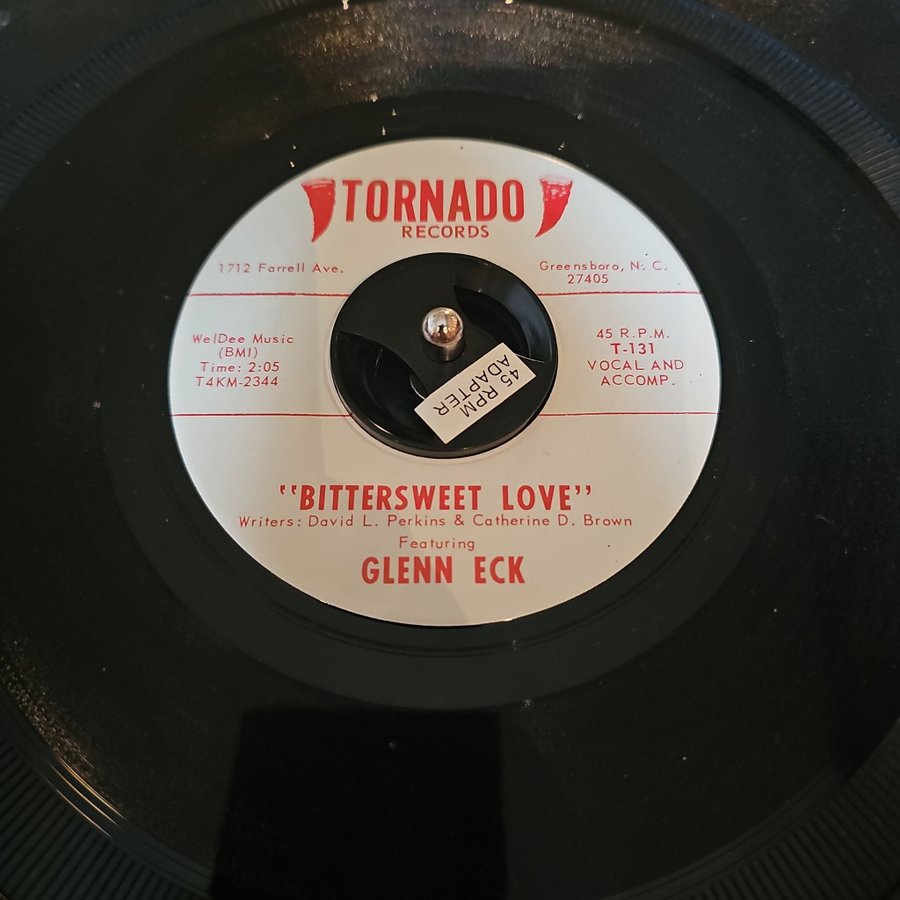 TORNADO
RECORDS
1712 Farrell Ave.
Greensboro, N. C.
27405
WelDee Music
(BMI)
Time: 2:05
T4KM-2344
45 R.P.M.
T-131
VOCAL AND
ACCOMP.
45 RPM
ADAPTER
"BITTERSWEET LOVE"
Writers: David L. Perkins & Catherine D. Brown
Featuring
GLENN ECK